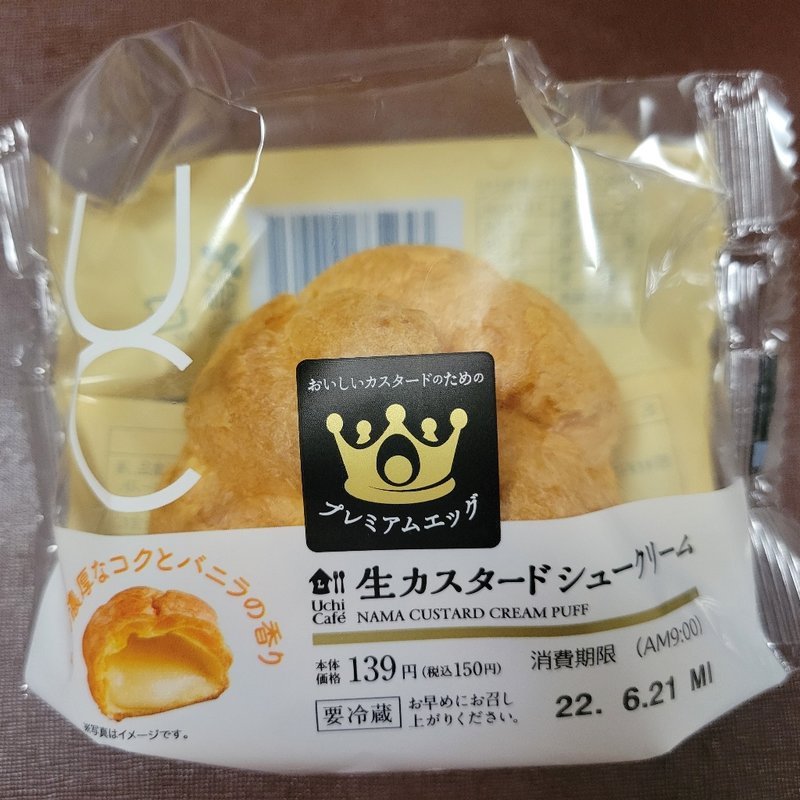 UC
おいしいカスタードのための
プレミアムエッグ
濃厚なコクとバニラの香り
Uchi
Café
生カスタードシュークリーム
NAMA CUSTARD CREAM PUFF
本体
価格
139円(税込150円)
消費期限 (AM9:00)
22. 6.21 MI
要冷蔵
お早めにお召し
上がりください。
※写真はイメージです。